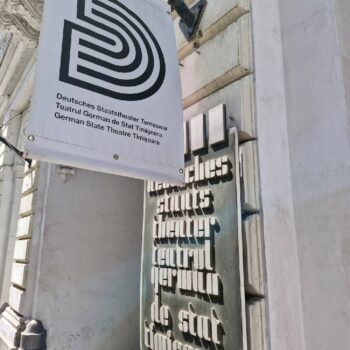 Deutsches Staatstheater Temeswar
Teatrul German de Stat Timișoara
German State Theatre Timișoara
deutsches
staats
theater
teatrul
german
de stat
timișoara